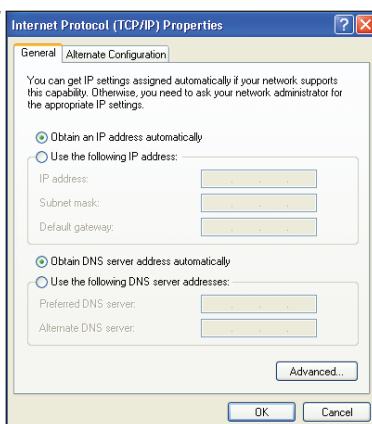 Internet Protocol (TCP/IP) Properties
General
Alternate Configuration
You can get IP settings assigned automatically if your network supports
this capability. Otherwise, you need to ask your network administrator for
the appropriate IP settings.
Obtain an IP address automatically
Use the following IP address:
IP address:
Subnet mask:
Default gateway:
Obtain DNS server address automatically
Use the following DNS server addresses:
Preferred DNS server:
Alternate DNS server:
Advanced...
OK
Cancel